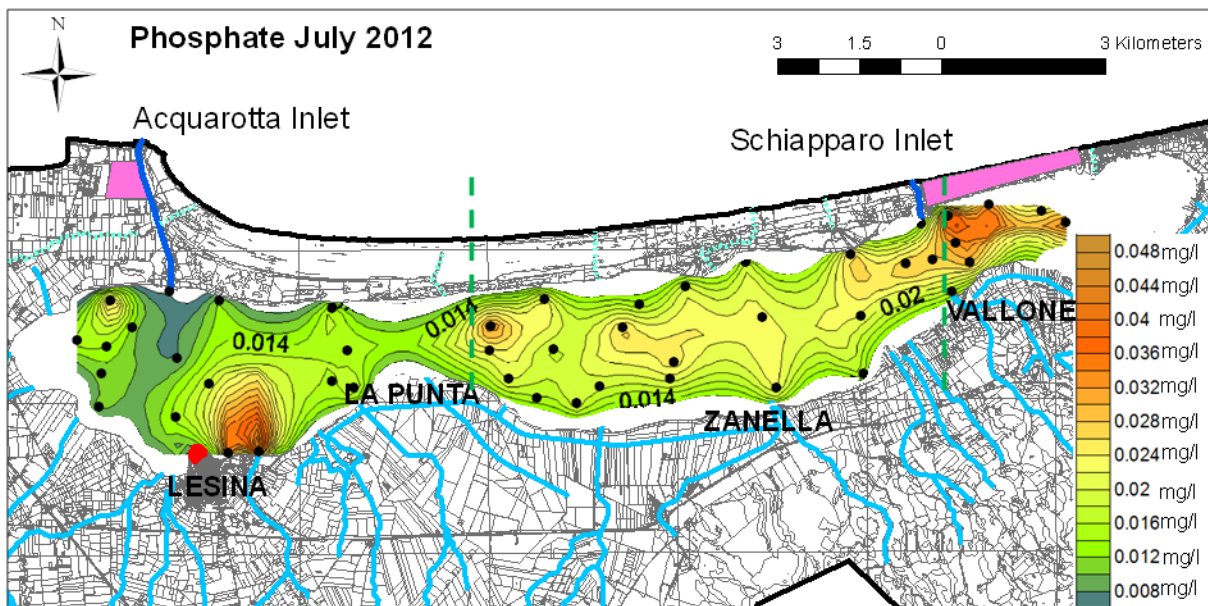 N
Phosphate July 2012
3 1.5 0 3 Kilometers
Acquarotta Inlet
Schiapparo Inlet
0.014
0.014
0.02
VALLONE
LA PUNTA
0.014
ZANELLA
LESINA
0.048mg/l
0.044mg/l
0.04 mg/l
0.036mg/l
0.032mg/l
0.028mg/l
0.024mg/l
0.02 mg/l
0.016mg/l
0.012mg/l
0.008mg/l